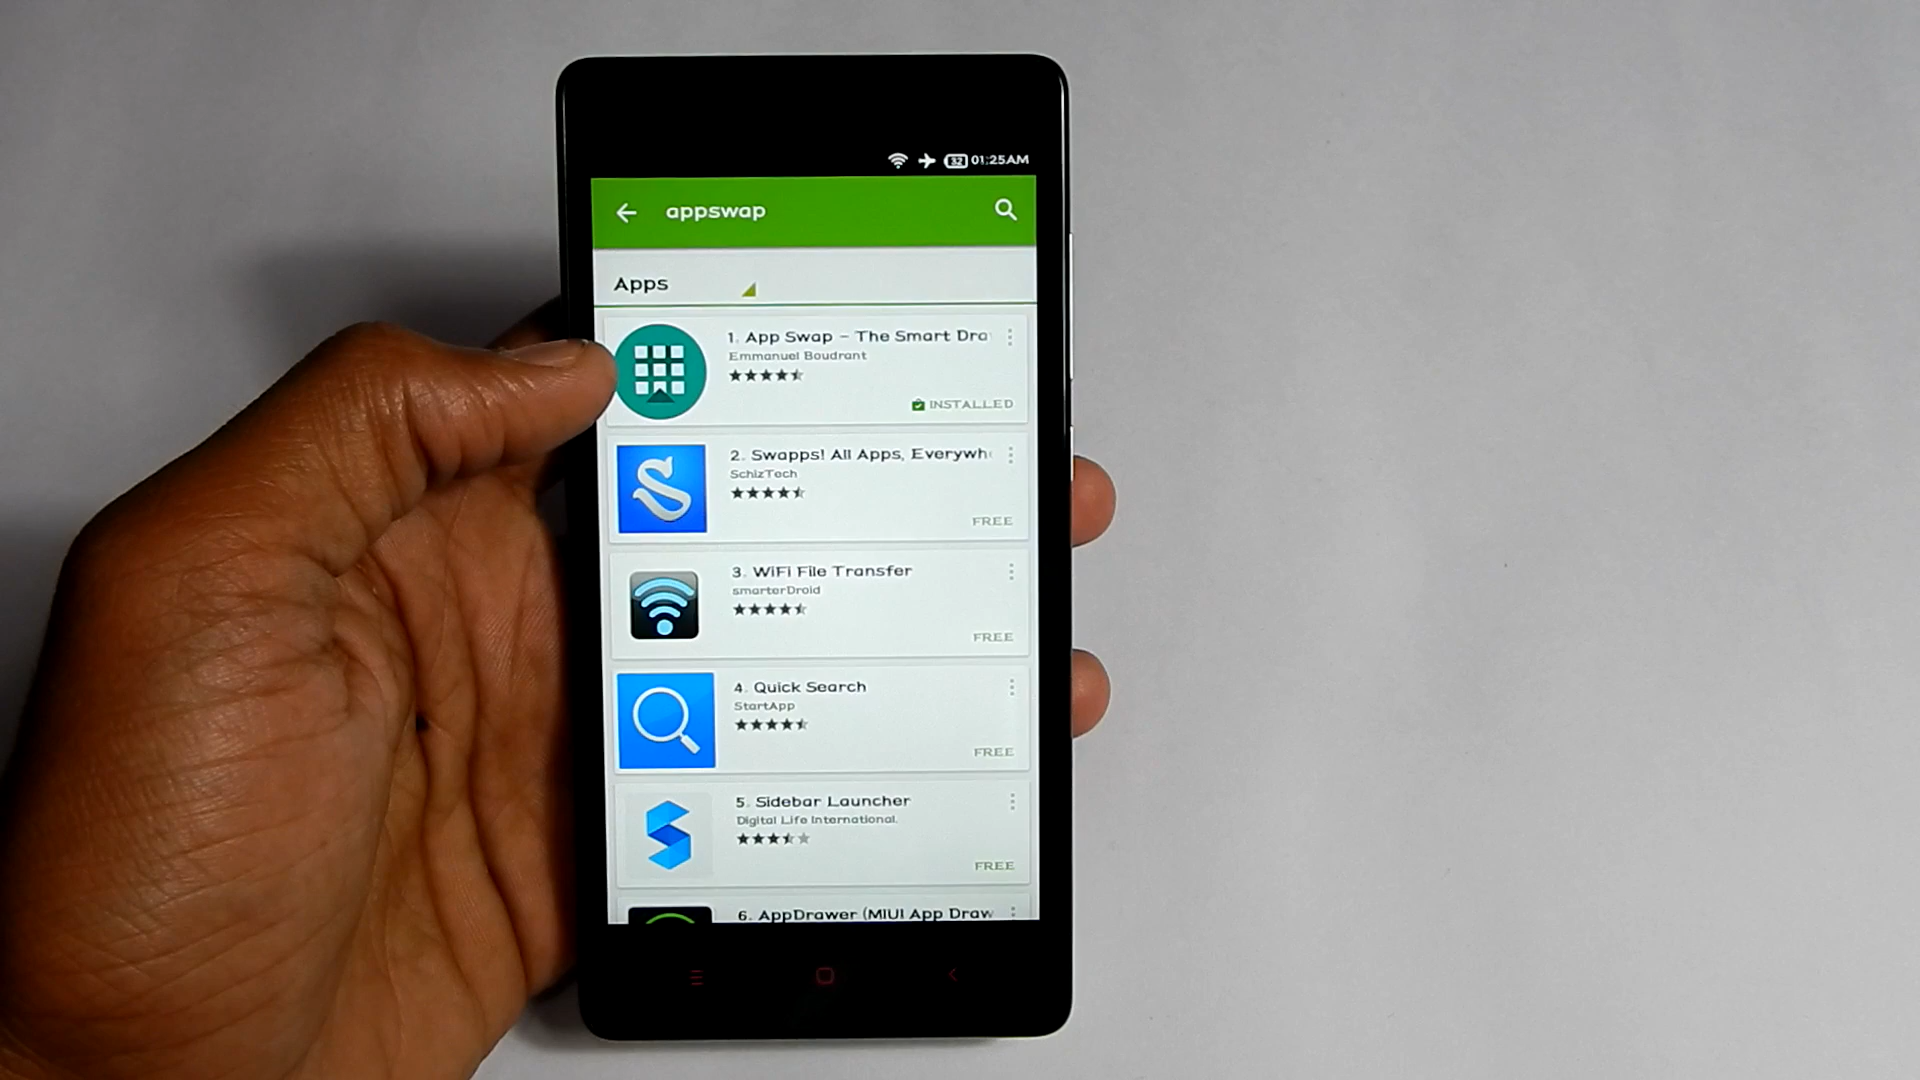 32 01:25AM
appswap
Apps
1. App Swap – The Smart Dra
Emmanuel Boudrant
INSTALLED
2. Swapps! All Apps, Everywh
SchizTech
FREE
3. WiFi File Transfer
smarterDroid
FREE
4. Quick Search
StartApp
FREE
5. Sidebar Launcher
Digital Life International.
FREE
6. AppDrawer (MIUI App Draw